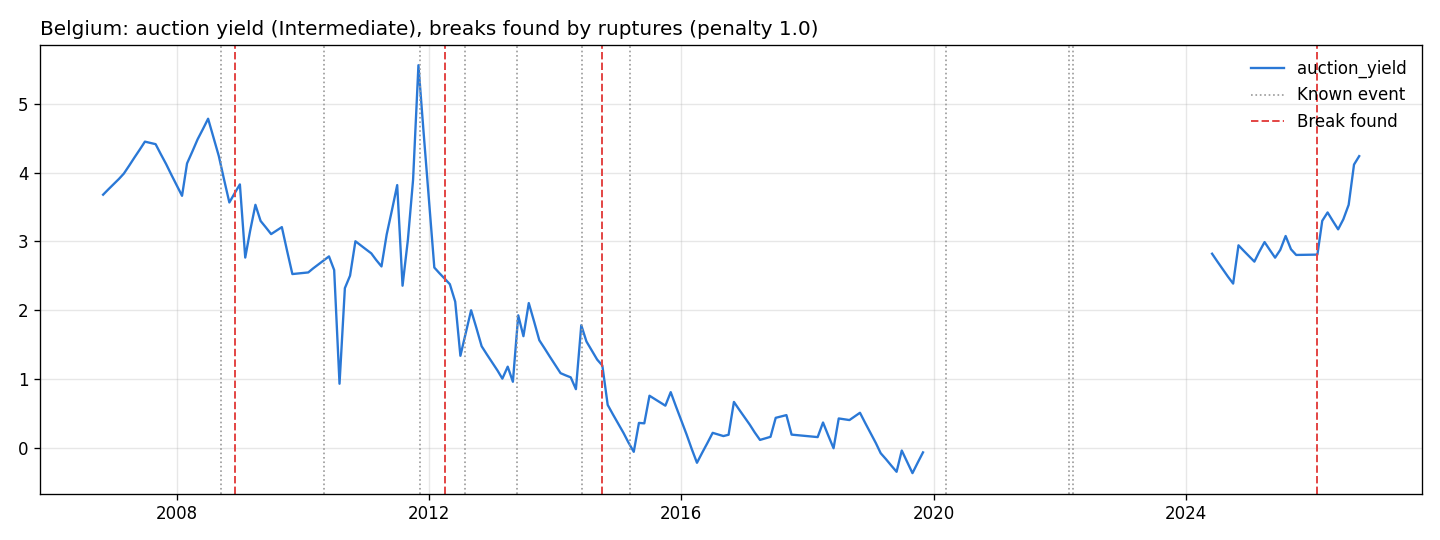 Belgium: auction yield (Intermediate), breaks found by ruptures (penalty 1.0)
auction_yield
Known event
Break found
5
4
3
2
1
0
2008 2012 2016 2020 2024